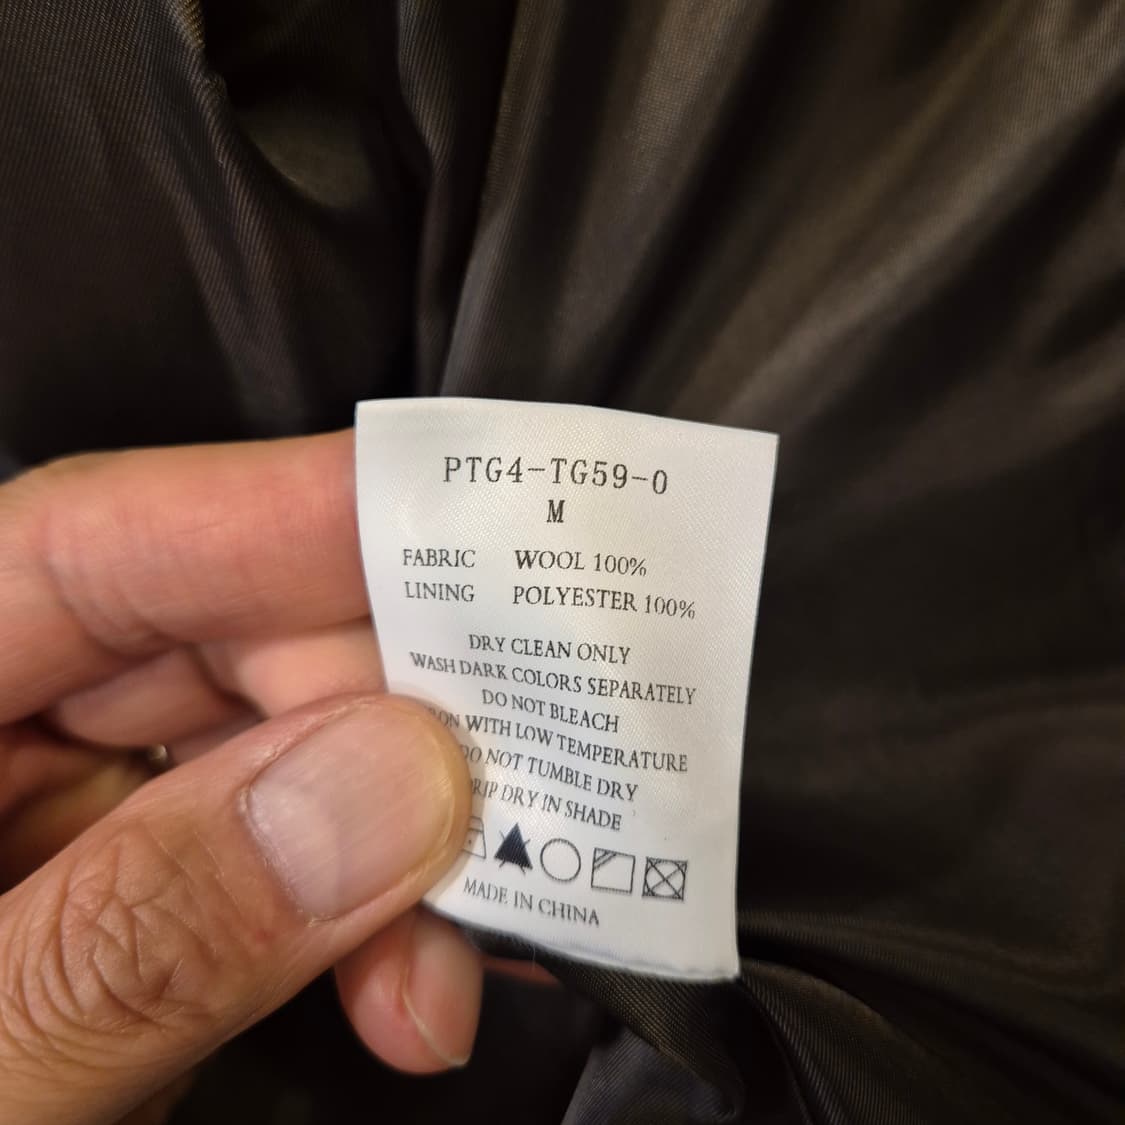 PTG4-TG59-0
M
FABRIC WOOL 100%
LINING POLYESTER 100%
DRY CLEAN ONLY
WASH DARK COLORS SEPARATELY
DO NOT BLEACH
WITH LOW TEMPERATURE
DO NOT TUMBLE DRY
DRY IN SHADE
MADE IN CHINA